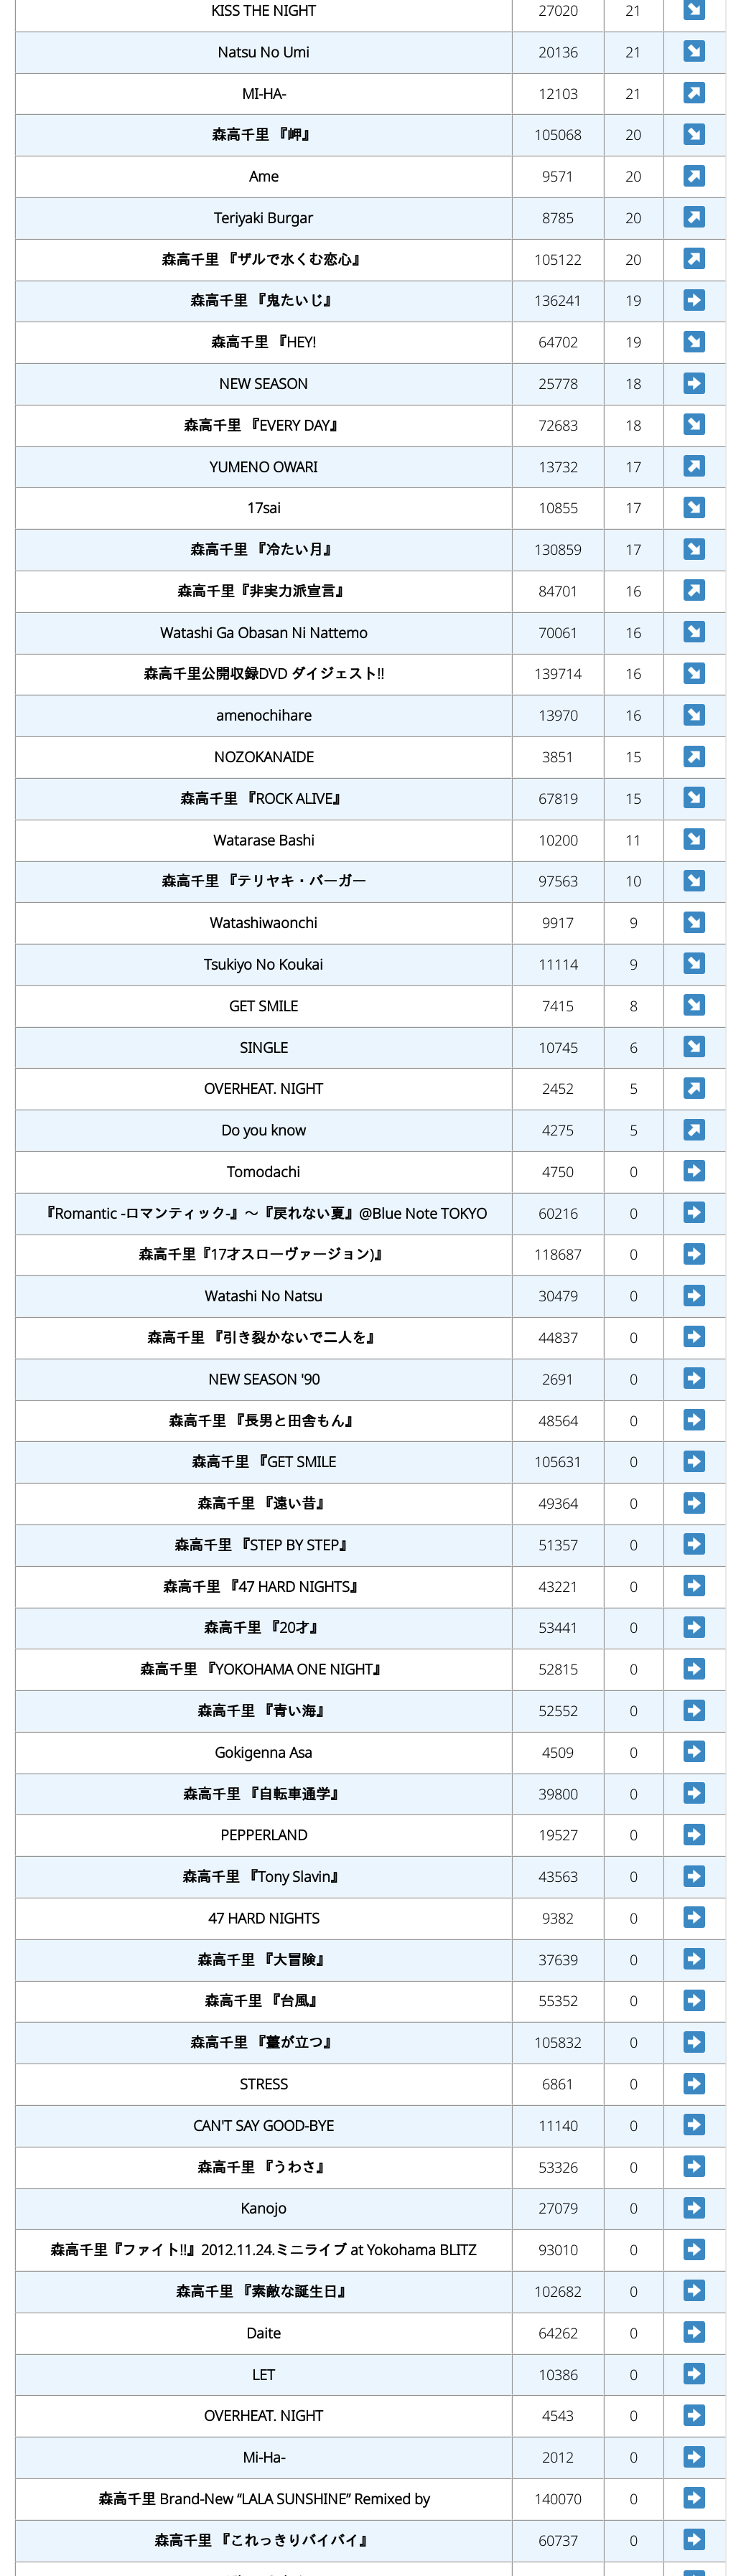 KISS THE NIGHT 27020 21
Natsu No Umi 20136 21
MI-HA- 12103 21
森高千里 『岬』 105068 20
Ame 9571 20
Teriyaki Burgar 8785 20
森高千里 『ザルで水くむ恋心』 105122 20
森高千里 『鬼たいじ』 136241 19
森高千里 『HEY! 64702 19
NEW SEASON 25778 18
森高千里 『EVERY DAY』 72683 18
YUMENO OWARI 13732 17
17sai 10855 17
森高千里 『冷たい月』 130859 17
森高千里『非実力派宣言』 84701 16
Watashi Ga Obasan Ni Nattemo 70061 16
森高千里公開収録DVD ダイジェスト!! 139714 16
amenochihare 13970 16
NOZOKANAIDE 3851 15
森高千里 『ROCK ALIVE』 67819 15
Watarase Bashi 10200 11
森高千里 『テリヤキ・バーガー 97563 10
Watashiwaonchi 9917 9
Tsukiyo No Koukai 11114 9
GET SMILE 7415 8
SINGLE 10745 6
OVERHEAT. NIGHT 2452 5
Do you know 4275 5
Tomodachi 4750 0
『Romantic -ロマンティック-』～『戻れない夏』@Blue Note TOKYO 60216 0
森高千里『17才スローヴァージョン)』 118687 0
Watashi No Natsu 30479 0
森高千里 『引き裂かないで二人を』 44837 0
NEW SEASON '90 2691 0
森高千里 『長男と田舎もん』 48564 0
森高千里 『GET SMILE 105631 0
森高千里 『遠い昔』 49364 0
森高千里 『STEP BY STEP』 51357 0
森高千里 『47 HARD NIGHTS』 43221 0
森高千里 『20才』 53441 0
森高千里 『YOKOHAMA ONE NIGHT』 52815 0
森高千里 『青い海』 52552 0
Gokigenna Asa 4509 0
森高千里 『自転車通学』 39800 0
PEPPERLAND 19527 0
森高千里 『Tony Slavin』 43563 0
47 HARD NIGHTS 9382 0
森高千里 『大冒険』 37639 0
森高千里 『台風』 55352 0
森高千里 『薹が立つ』 105832 0
STRESS 6861 0
CAN'T SAY GOOD-BYE 11140 0
森高千里 『うわさ』 53326 0
Kanojo 27079 0
森高千里『ファイト!!』2012.11.24.ミニライブ at Yokohama BLITZ 93010 0
森高千里 『素敵な誕生日』 102682 0
Daite 64262 0
LET 10386 0
OVERHEAT. NIGHT 4543 0
Mi-Ha- 2012 0
森高千里 Brand-New “LALA SUNSHINE” Remixed by 140070 0
森高千里 『これっきりバイバイ』 60737 0